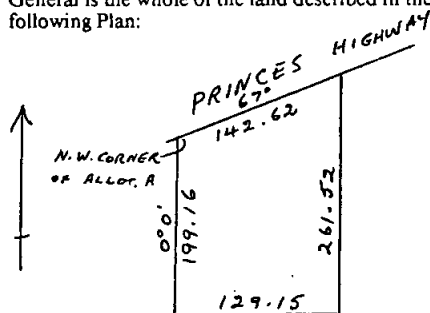 General is the whole of the land described in the
following Plan:
PRINCES HIGHWAY
67°
142.62
N.W. CORNER
OF ALLOT. A
0°0'
199.16
261.52
129.15